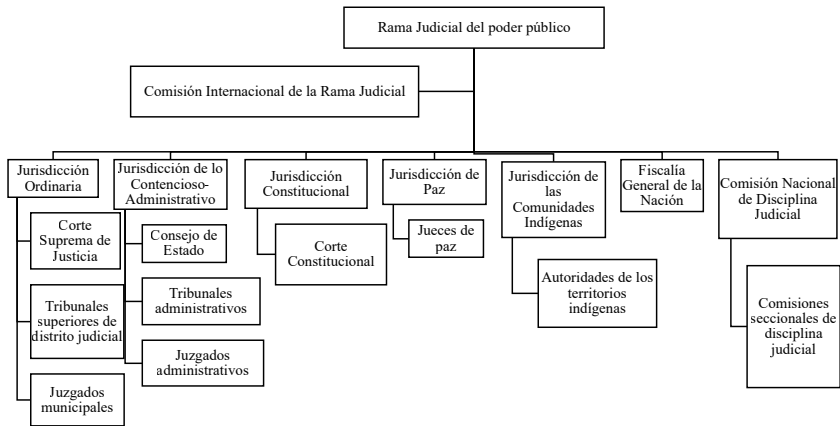 Rama Judicial del poder público
Comisión Internacional de la Rama Judicial
Jurisdicción
Ordinaria
Corte
Suprema de
Justicia
Tribunales
superiores de
distrito judicial
Juzgados
municipales
Jurisdicción de lo
Contencioso-
Administrativo
Consejo de
Estado
Tribunales
administrativos
Juzgados
administrativos
Jurisdicción
Constitucional
Corte
Constitucional
Jurisdicción de
Paz
Jueces de
paz
Jurisdicción de
las
Comunidades
Indígenas
Autoridades de los
territorios
indígenas
Fiscalía
General de la
Nación
Comisión Nacional
de Disciplina
Judicial
Comisiones
seccionales de
disciplina
judicial